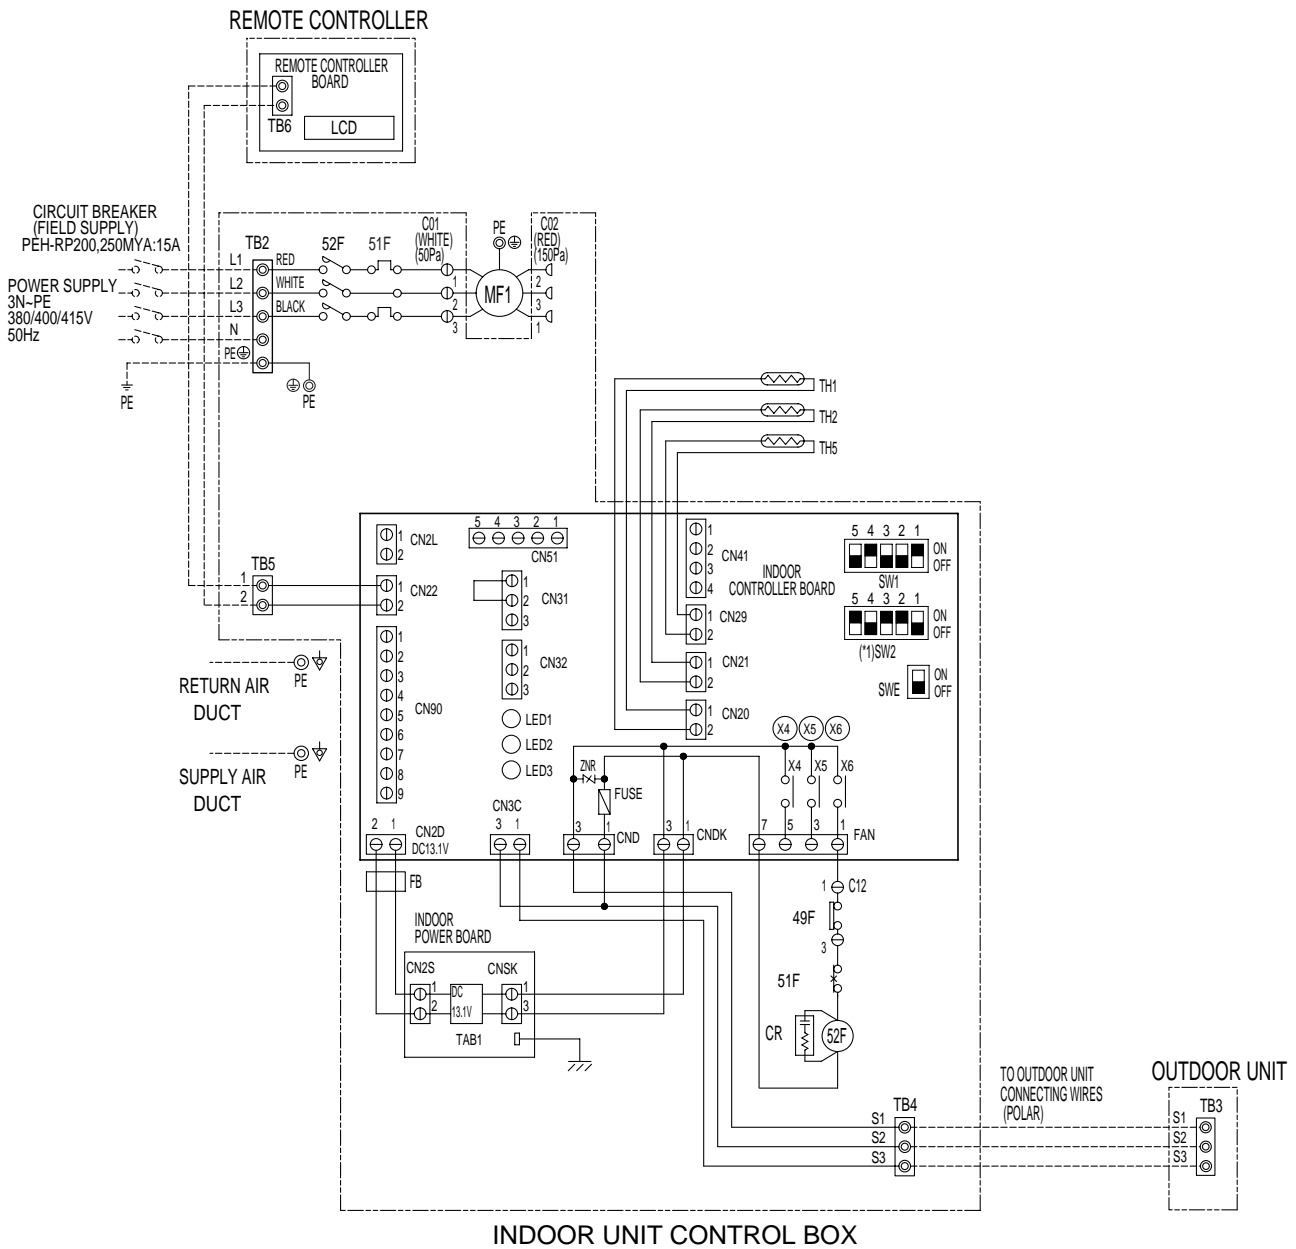 REMOTE CONTROLLER
REMOTE CONTROLLER
BOARD
TB6
LCD
CIRCUIT BREAKER
(FIELD SUPPLY)
PEH-RP200,250MYA:15A
POWER SUPPLY
3N~PE
380/400/415V
50Hz
TB2
L1
RED
L2
WHITE
L3
BLACK
N
PE
PE
PE
52F
51F
C01
(WHITE)
(50Pa)
1
2
3
PE
MF1
C02
(RED)
(150Pa)
2
3
1
TH1
TH2
TH5
TB5
1
2
1
2
CN2L
1
2
CN22
5 4 3 2 1
CN51
1
2
3
CN31
1
2
3
4
CN41
INDOOR
CONTROLLER BOARD
5 4 3 2 1
ON
OFF
SW1
5 4 3 2 1
ON
OFF
(*1)SW2
SWE
ON
OFF
1
2
CN29
1
2
CN21
1
2
CN20
1
2
3
4
5
6
7
8
9
CN90
1
2
3
CN32
LED1
LED2
LED3
RETURN AIR
DUCT
PE
SUPPLY AIR
DUCT
PE
X4
X5
X6
X4
X5
X6
ZNR
FUSE
2 1
CN2D
DC13.1V
CN3C
3 1
3 1
CND
3 1
CNDK
7 5 3 1
FAN
FB
1
C12
49F
3
51F
CR
52F
INDOOR
POWER BOARD
CN2S
1
2
DC
13.1V
CNSK
1
3
TAB1
TB4
S1
S2
S3
TO OUTDOOR UNIT
CONNECTING WIRES
(POLAR)
OUTDOOR UNIT
TB3
S1
S2
S3
INDOOR UNIT CONTROL BOX